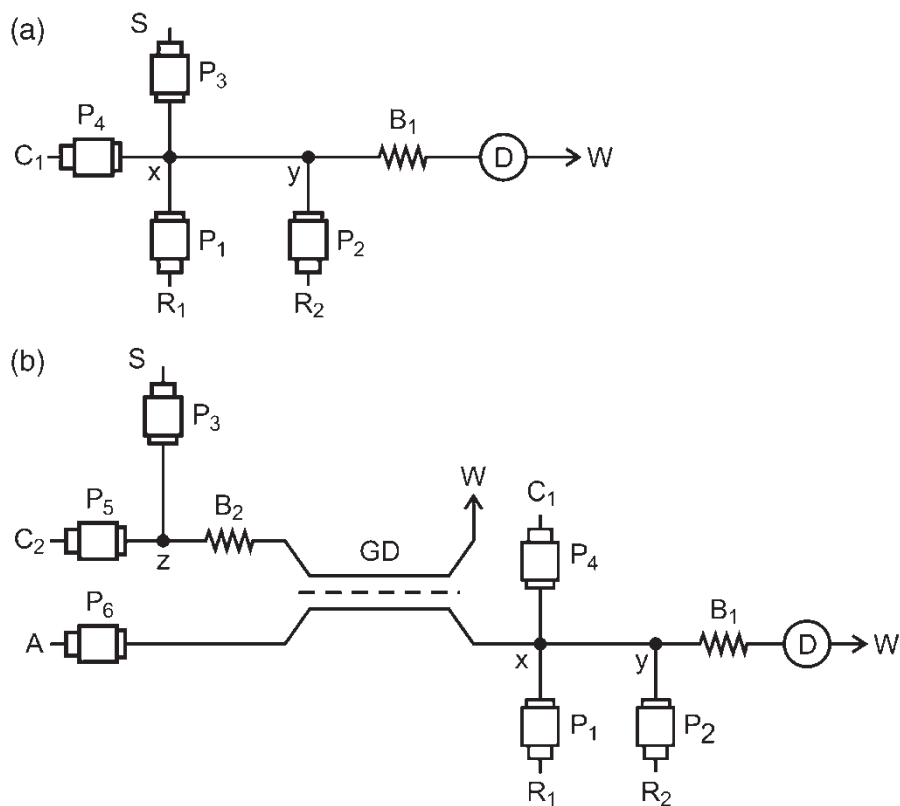 (a)
S
P₃
P₄
B₁
C₁
D
W
x
y
P₁
P₂
R₁
R₂
(b)
S
P₃
W
C₁
P₅
B₂
C₂
z
GD
P₄
P₆
B₁
A
D
W
x
y
P₁
P₂
R₁
R₂